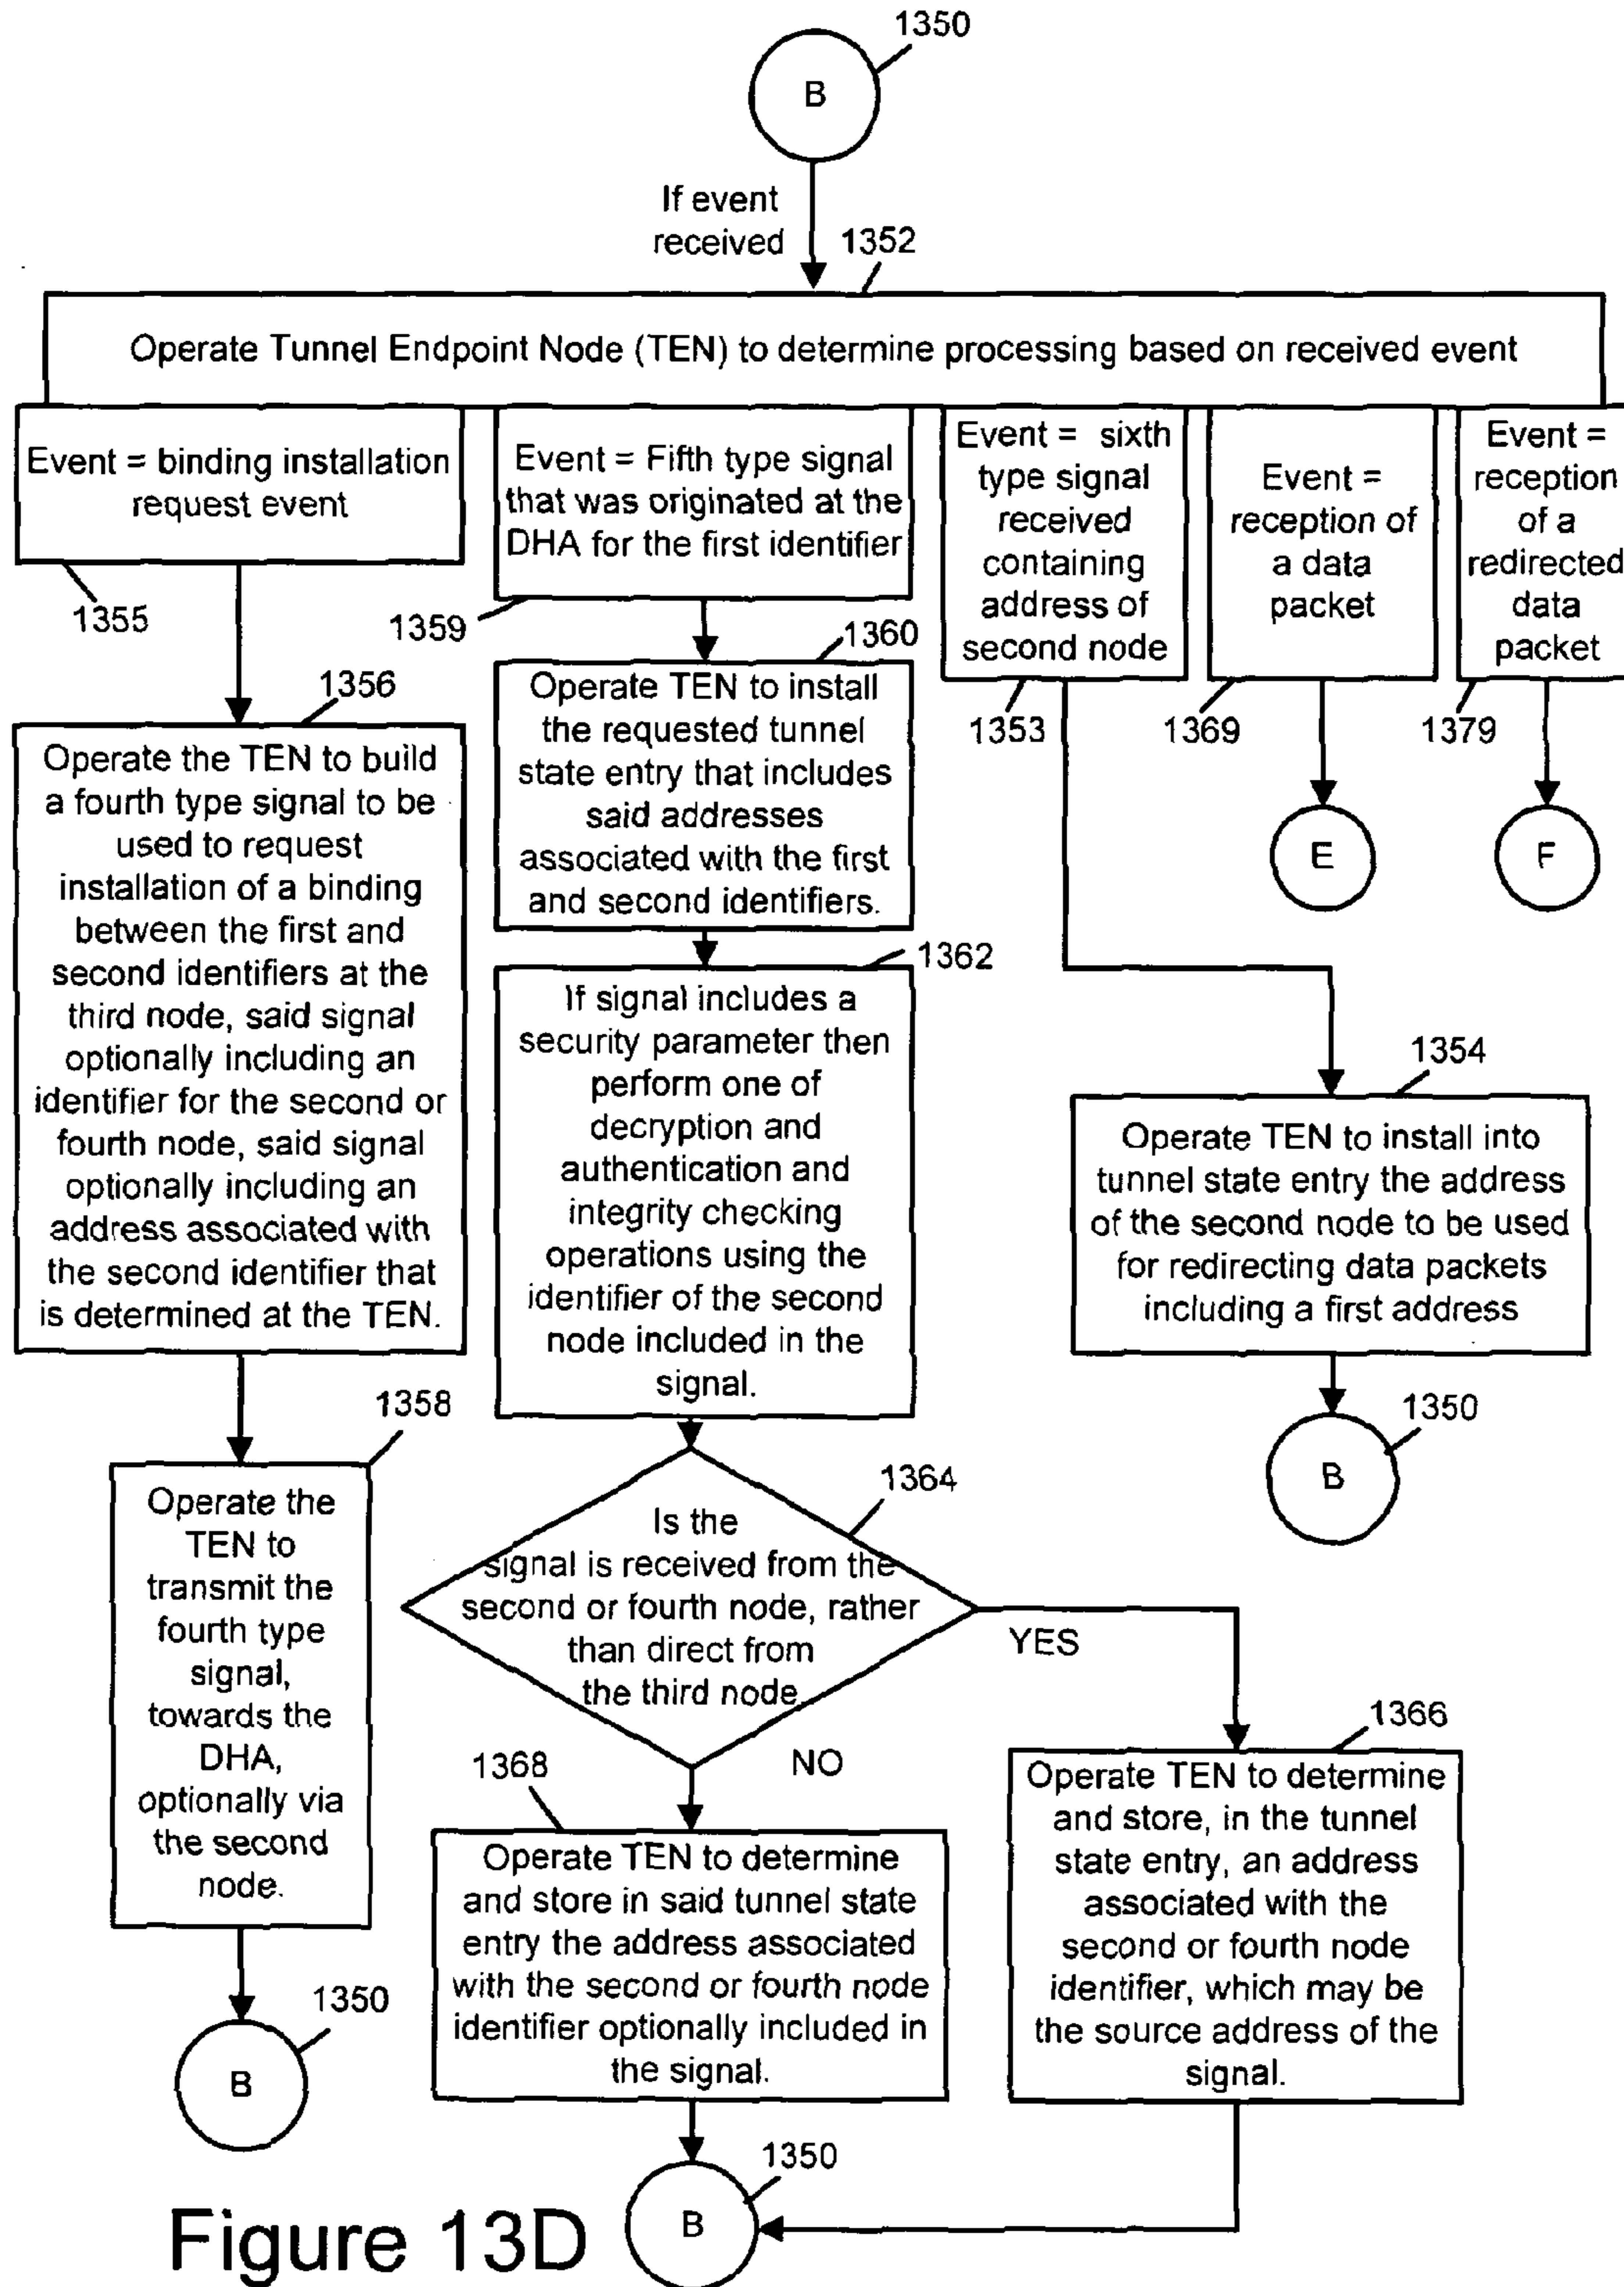 1350
B
If event
received
1352
Operate Tunnel Endpoint Node (TEN) to determine processing based on received event
Event = binding installation
request event
1355
1356
Operate the TEN to build
a fourth type signal to be
used to request
installation of a binding
between the first and
second identifiers at the
third node, said signal
optionally including an
identifier for the second or
fourth node, said signal
optionally including an
address associated with
the second identifier that
is determined at the TEN.
1358
Operate the
TEN to
transmit the
fourth type
signal,
towards the
DHA,
optionally via
the second
node.
1350
B
Event = Fifth type signal
that was originated at the
DHA for the first identifier
1359
1360
Operate TEN to install
the requested tunnel
state entry that includes
said addresses
associated with the first
and second identifiers.
1362
If signal includes a
security parameter then
perform one of
decryption and
authentication and
integrity checking
operations using the
identifier of the second
node included in the
signal.
1364
Is the
signal is received from the
second or fourth node, rather
than direct from
the third node
YES
NO
1368
Operate TEN to determine
and store in said tunnel state
entry the address associated
with the second or fourth node
identifier optionally included in
the signal.
1366
Operate TEN to determine
and store, in the tunnel
state entry, an address
associated with the
second or fourth node
identifier, which may be
the source address of the
signal.
1350
B
Event = sixth
type signal
received
containing
address of
second node
1353
1354
Operate TEN to install into
tunnel state entry the address
of the second node to be used
for redirecting data packets
including a first address
1350
B
Event =
reception of
a data
packet
1369
E
Event =
reception
of a
redirected
data
packet
1379
F
Figure 13D